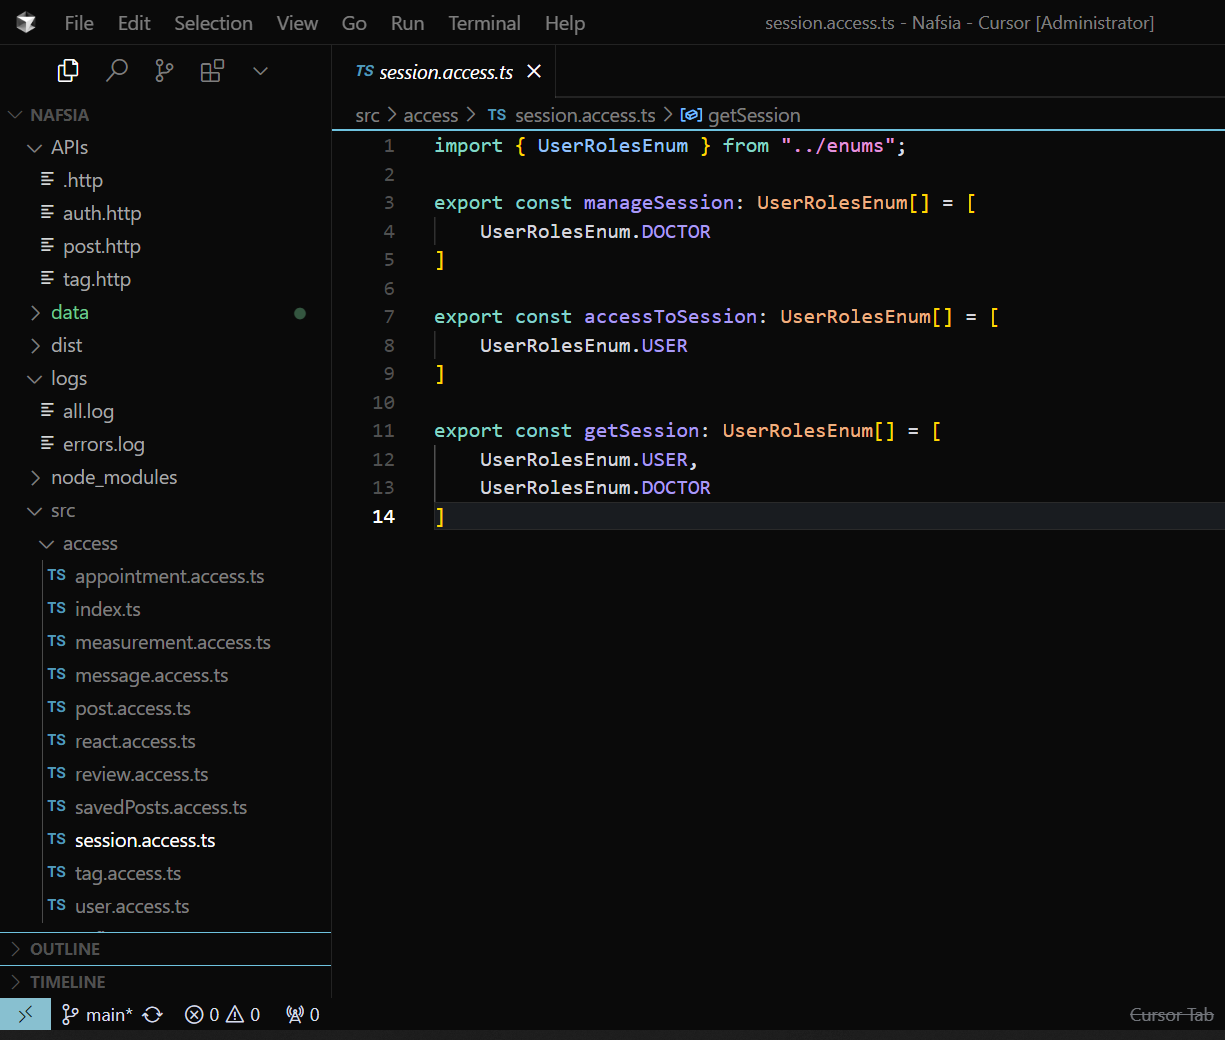 File Edit Selection View Go Run Terminal Help session.access.ts - Nafsia - Cursor [Administrator]
TS session.access.ts
src > access > TS session.access.ts > getSession
NAFSIA
APIs
.http
auth.http
post.http
tag.http
data
dist
logs
all.log
errors.log
node_modules
src
access
TS appointment.access.ts
TS index.ts
TS measurement.access.ts
TS message.access.ts
TS post.access.ts
TS react.access.ts
TS review.access.ts
TS savedPosts.access.ts
TS session.access.ts
TS tag.access.ts
TS user.access.ts
OUTLINE
TIMELINE
1 import { UserRolesEnum } from "../enums";
2
3 export const manageSession: UserRolesEnum[] = [
4     UserRolesEnum.DOCTOR
5 ]
6
7 export const accessToSession: UserRolesEnum[] = [
8     UserRolesEnum.USER
9 ]
10
11 export const getSession: UserRolesEnum[] = [
12     UserRolesEnum.USER,
13     UserRolesEnum.DOCTOR
14 ]
main* 0 0 0 Cursor Tab